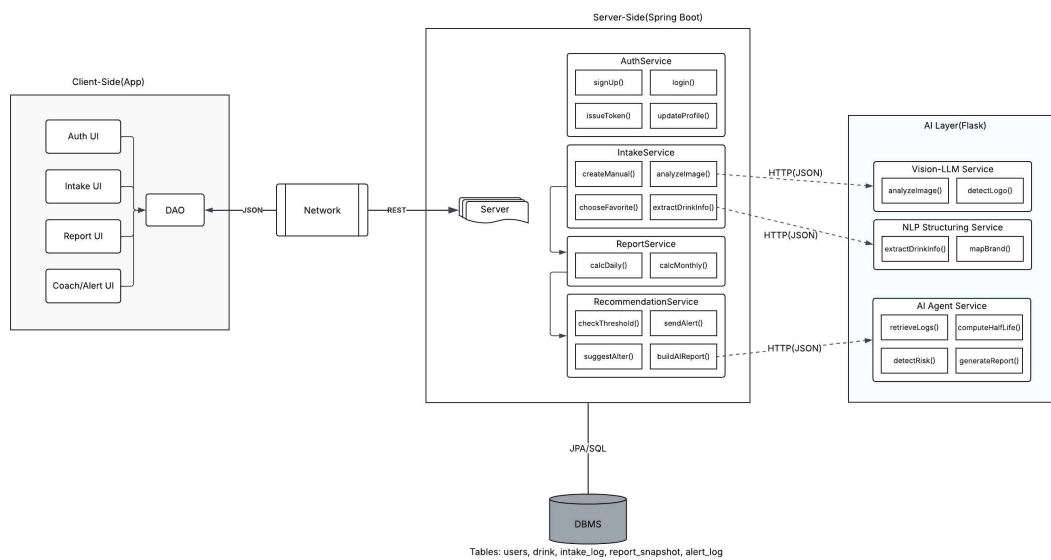 Server-Side(Spring Boot)
Client-Side(App)
Auth UI
Intake UI
Report UI
Coach/Alert UI
DAO
JSON
Network
REST
Server
AuthService
signUp()
login()
issueToken()
updateProfile()
IntakeService
createManual()
analyzeImage()
chooseFavorite()
extractDrinkInfo()
ReportService
calcDaily()
calcMonthly()
RecommendationService
checkThreshold()
sendAlert()
suggestAlter()
buildAIReport()
HTTP(JSON)
HTTP(JSON)
HTTP(JSON)
AI Layer(Flask)
Vision-LLM Service
analyzeImage()
detectLogo()
NLP Structuring Service
extractDrinkInfo()
mapBrand()
AI Agent Service
retrieveLogs()
computeHalfLife()
detectRisk()
generateReport()
JPA/SQL
DBMS
Tables: users, drink, intake_log, report_snapshot, alert_log